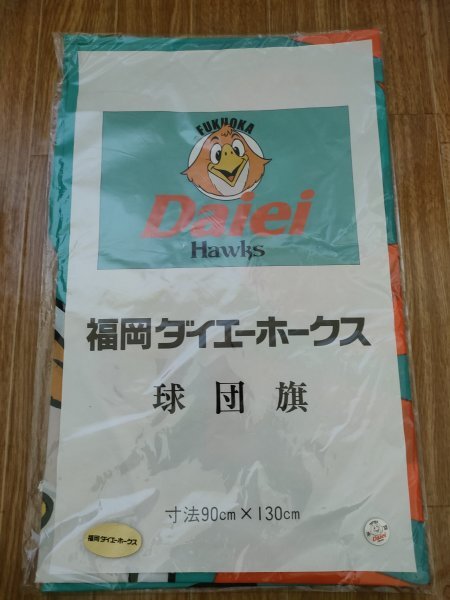 FUKUOKA
Daiei
Hawks
福岡ダイエーホークス
球団旗
寸法90cm×130cm
福岡ダイエーホークス
Daiei